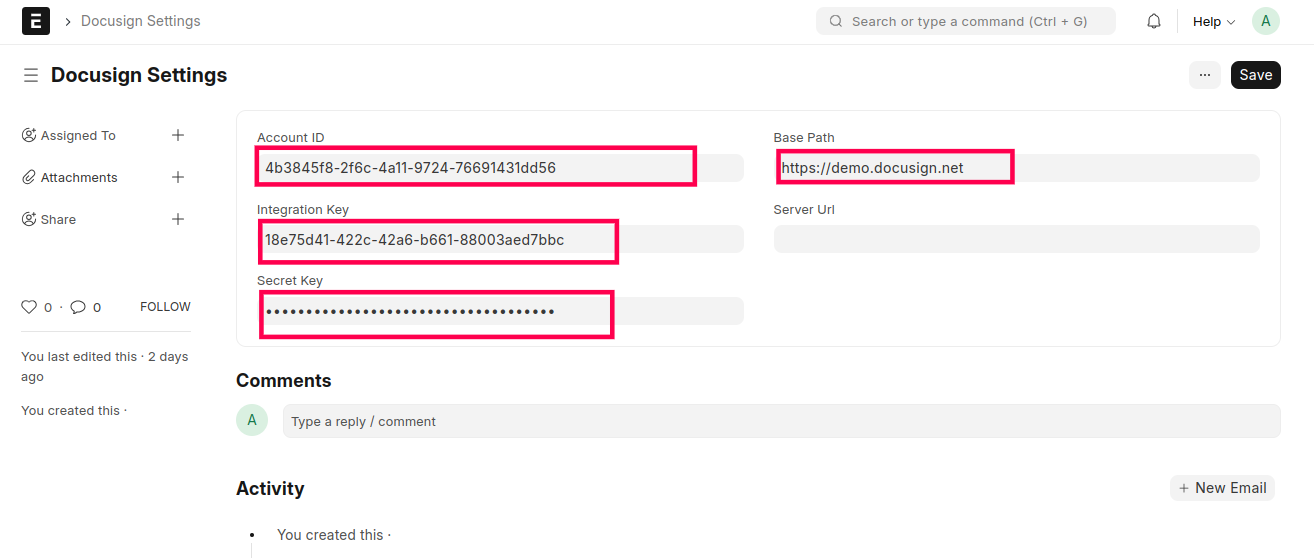 E
Docusign Settings
Search or type a command (Ctrl + G)
Help
A
Docusign Settings
...
Save
Assigned To
Attachments
Share
0 · 0
FOLLOW
You last edited this · 2 days
ago
You created this ·
Account ID
4b3845f8-2f6c-4a11-9724-76691431dd56
Base Path
https://demo.docusign.net
Integration Key
18e75d41-422c-42a6-b661-88003aed7bbc
Server Url
Secret Key
••••••••••••••••••••••••••••••••••••
Comments
A
Type a reply / comment
Activity
+ New Email
• You created this ·